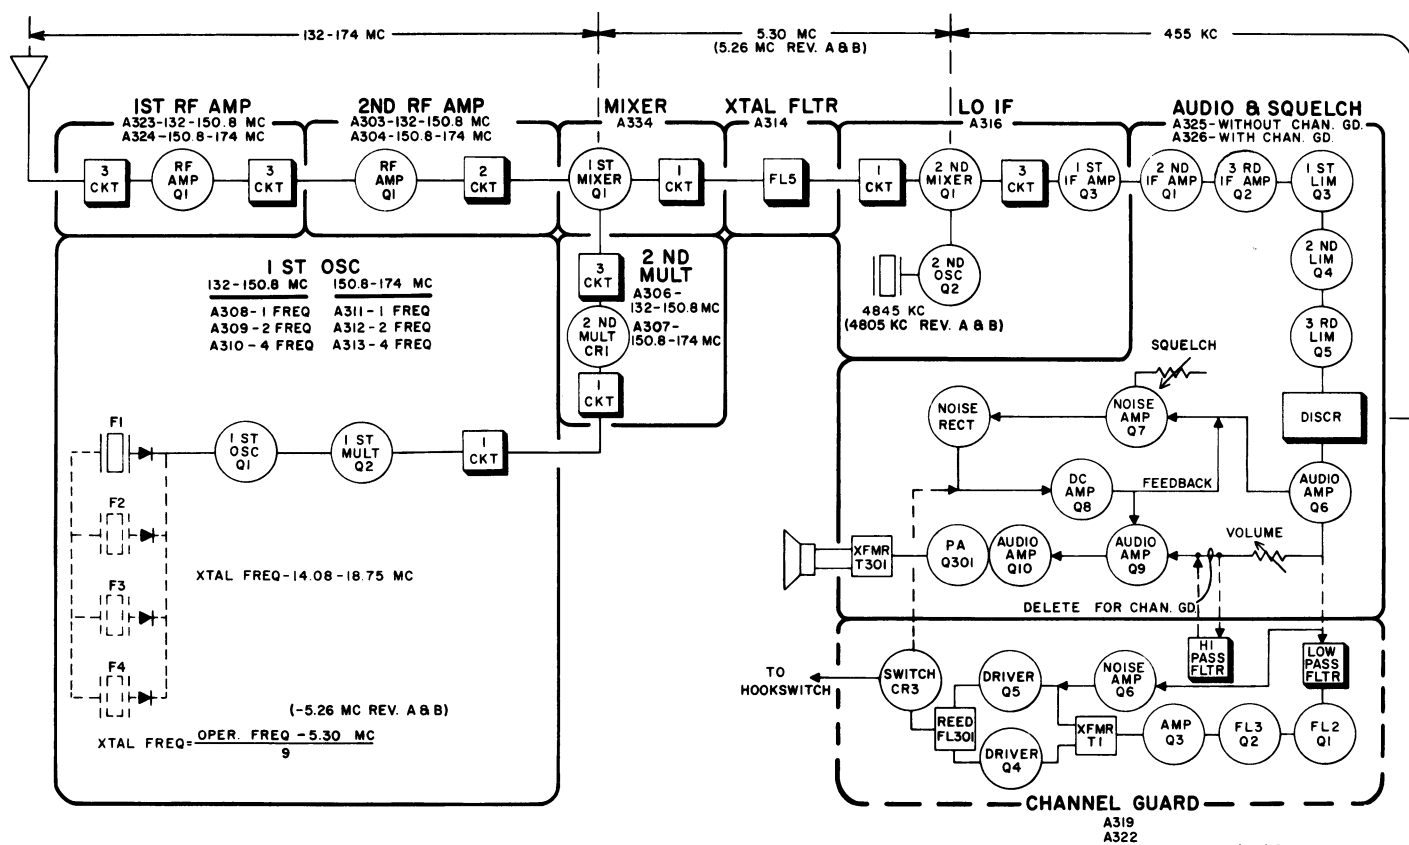 132-174 MC
5.30 MC
(5.26 MC REV. A & B)
455 KC
1ST RF AMP
A323-132-150.8 MC
A324-150.8-174 MC
2ND RF AMP
A303-132-150.8 MC
A304-150.8-174 MC
MIXER
A334
XTAL FLTR
A314
LO IF
A316
AUDIO & SQUELCH
A325-WITHOUT CHAN. GD.
A326-WITH CHAN. GD.
3
CKT
RF
AMP
Q1
3
CKT
RF
AMP
Q1
2
CKT
1 ST
MIXER
Q1
1
CKT
FL5
1
CKT
2 ND
MIXER
Q1
3
CKT
1 ST
IF AMP
Q3
2 ND
IF AMP
Q1
3 RD
IF AMP
Q2
1 ST
LIM
Q3
2 ND
LIM
Q4
3 RD
LIM
Q5
DISCR
AUDIO
AMP
Q6
1 ST OSC
132-150.8 MC
150.8-174 MC
A308-1 FREQ
A311-1 FREQ
A309-2 FREQ
A312-2 FREQ
A310-4 FREQ
A313-4 FREQ
3
CKT
2 ND
MULT
A306-
132-150.8 MC
A307-
150.8-174 MC
2 ND
MULT
CR1
1
CKT
2 ND
OSC
Q2
4845 KC
(4805 KC REV. A & B)
SQUELCH
NOISE
RECT
NOISE
AMP
Q7
DC
AMP
Q8
FEEDBACK
VOLUME
XFMR
T301
PA
Q301
AUDIO
AMP
Q10
AUDIO
AMP
Q9
DELETE FOR CHAN. GD.
F1
1 ST
OSC
Q1
1 ST
MULT
Q2
1
CKT
F2
XTAL FREQ-14.08-18.75 MC
F3
F4
(-5.26 MC REV. A & B)
XTAL FREQ=
OPER. FREQ -5.30 MC
9
TO
HOOKSWITCH
SWITCH
CR3
DRIVER
Q5
NOISE
AMP
Q6
HI
PASS
FLTR
LOW
PASS
FLTR
REED
FL301
DRIVER
Q4
XFMR
T1
AMP
Q3
FL3
Q2
FL2
Q1
CHANNEL GUARD
A319
A322